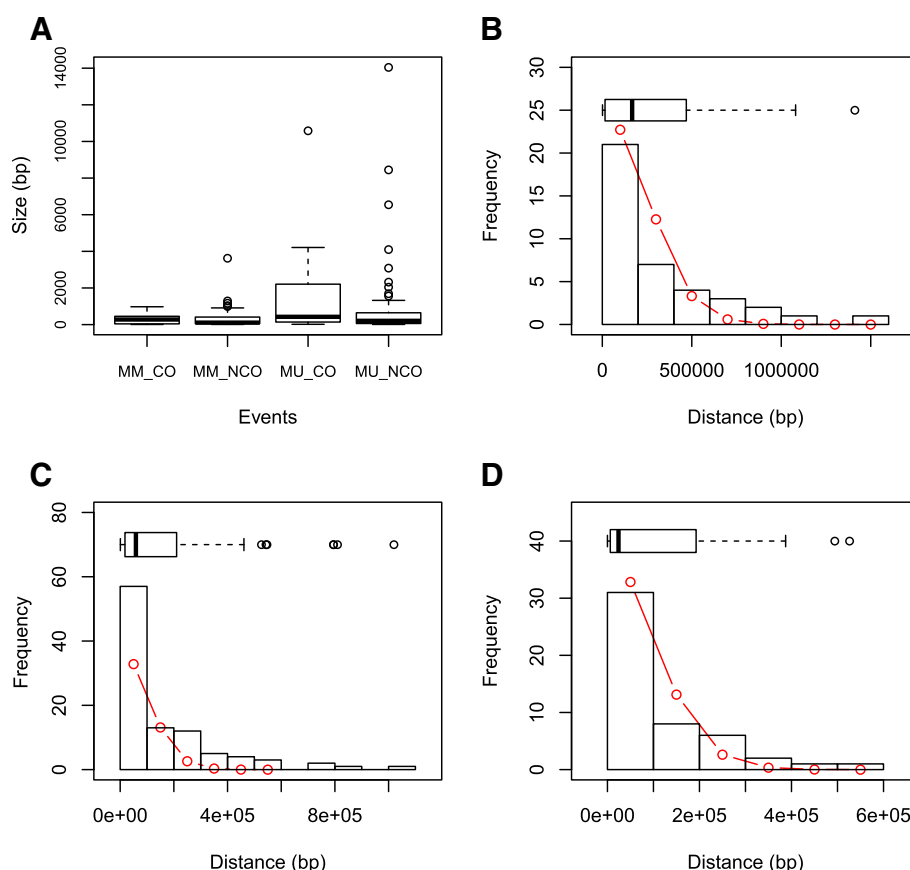 A
B
Size (bp)
0
2000
6000
10000
14000
MM_CO
MM_NCO
MU_CO
MU_NCO
Events
Frequency
0
5
10
15
20
25
30
0
500000
1000000
Distance (bp)
C
D
Frequency
0
20
40
60
80
0e+00
4e+05
8e+05
Distance (bp)
Frequency
0
10
20
30
40
0e+00
2e+05
4e+05
6e+05
Distance (bp)